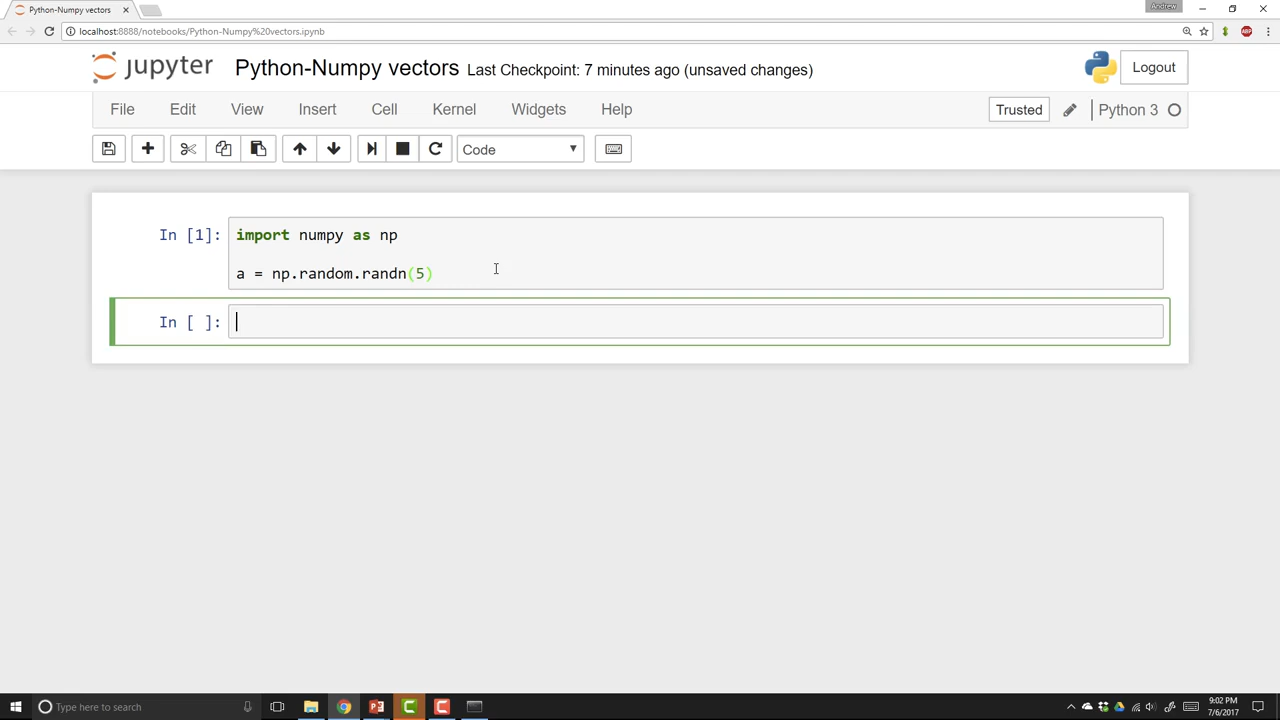 Python-Numpy vectors
Andrew
localhost:8888/notebooks/Python-Numpy%20vectors.ipynb
ABP
jupyter Python-Numpy vectors Last Checkpoint: 7 minutes ago (unsaved changes) Logout
File Edit View Insert Cell Kernel Widgets Help Trusted Python 3
Code
In [1]: import numpy as np
a = np.random.randn(5)
In [ ]:
Type here to search
9:02 PM
7/6/2017